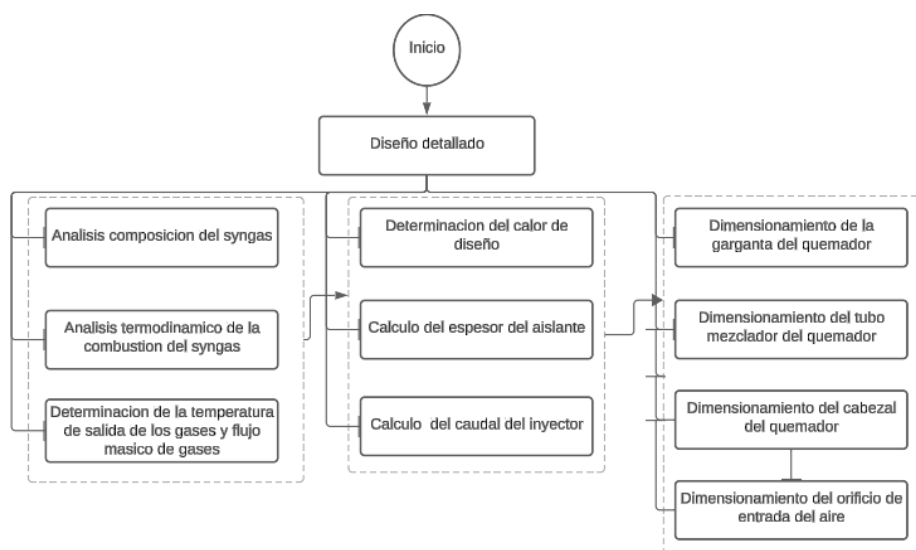 Inicio
Diseño detallado
Analisis composicion del syngas
Analisis termodinamico de la
combustion del syngas
Determinacion de la temperatura
de salida de los gases y flujo
masico de gases
Determinacion del calor de
diseño
Calculo del espesor del aislante
Calculo del caudal del inyector
Dimensionamiento de la
garganta del quemador
Dimensionamiento del tubo
mezclador del quemador
Dimensionamiento del cabezal
del quemador
Dimensionamiento del orificio de
entrada del aire